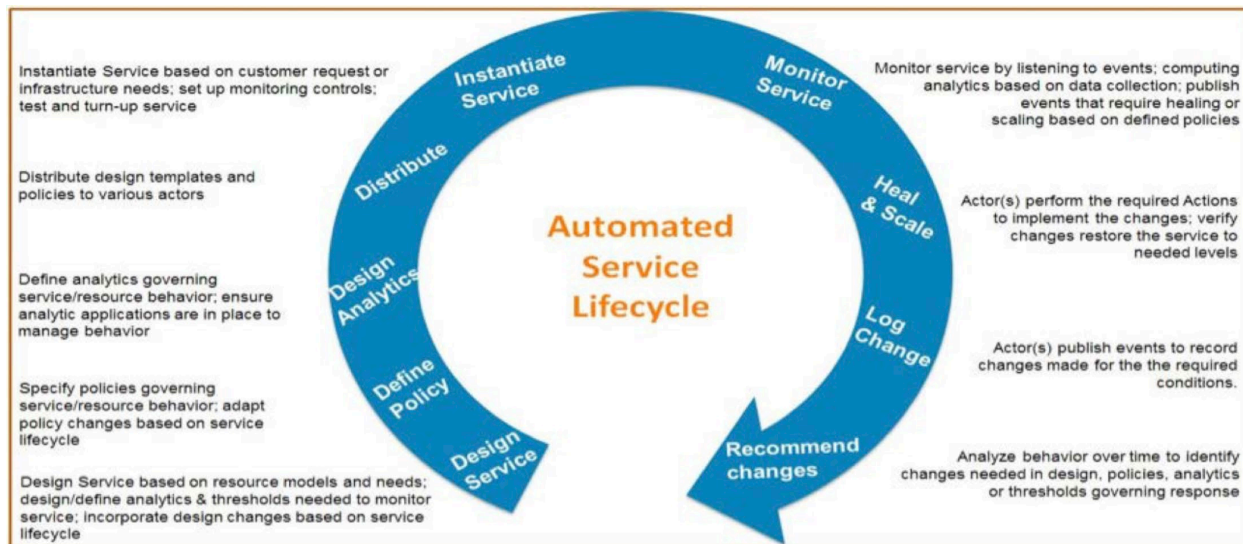 Instantiate Service based on customer request or
infrastructure needs; set up monitoring controls;
test and turn-up service
Distribute design templates and
policies to various actors
Define analytics governing
service/resource behavior; ensure
analytic applications are in place to
manage behavior
Specify policies governing
service/resource behavior; adapt
policy changes based on service
lifecycle
Design Service based on resource models and needs;
design/define analytics & thresholds needed to monitor
service; incorporate design changes based on service
lifecycle
Design
Service
Define
Policy
Design
Analytics
Distribute
Instantiate
Service
Monitor
Service
Heal
& Scale
Log
Change
Recommend
changes
Automated
Service
Lifecycle
Monitor service by listening to events; computing
analytics based on data collection; publish
events that require healing or
scaling based on defined policies
Actor(s) perform the required Actions
to implement the changes; verify
changes restore the service to
needed levels
Actor(s) publish events to record
changes made for the the required
conditions.
Analyze behavior over time to identify
changes needed in design, policies, analytics
or thresholds governing response